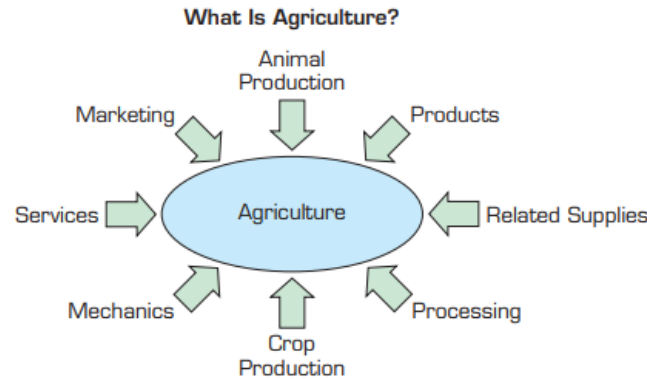 What Is Agriculture?
Animal
Production
Marketing
Products
Services
Agriculture
Related Supplies
Mechanics
Processing
Crop
Production